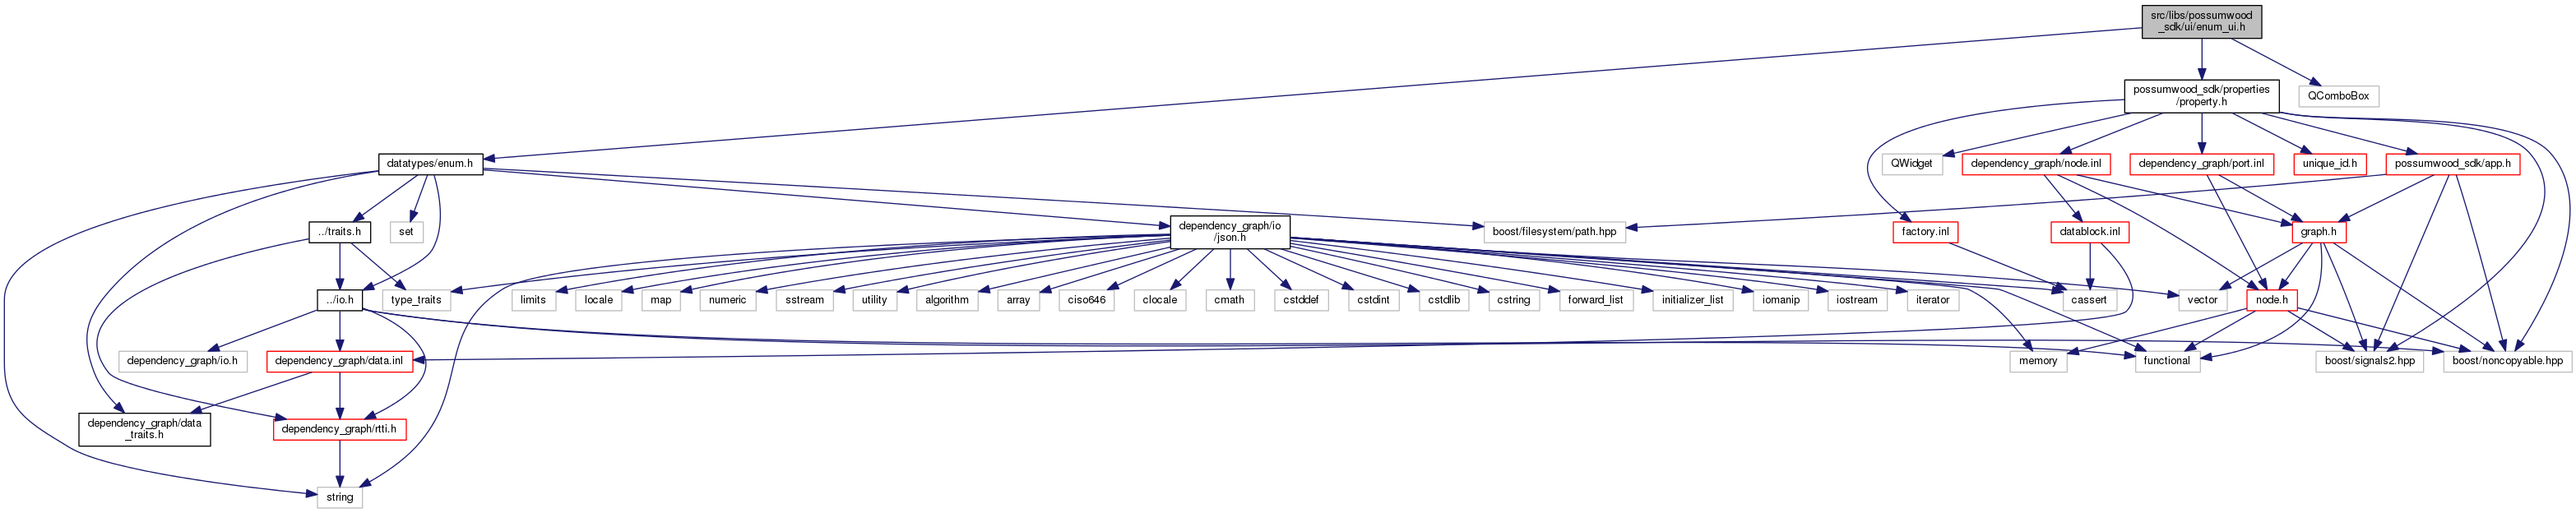 src/libs/possumwood
_sdk/ui/enum_ui.h
possumwood_sdk/properties
/property.h
QComboBox
datatypes/enum.h
QWidget
dependency_graph/node.inl
dependency_graph/port.inl
unique_id.h
possumwood_sdk/app.h
../traits.h
set
dependency_graph/io
/json.h
boost/filesystem/path.hpp
factory.inl
datablock.inl
graph.h
../io.h
type_traits
limits
locale
map
numeric
sstream
utility
algorithm
array
ciso646
clocale
cmath
cstddef
cstdint
cstdlib
cstring
forward_list
initializer_list
iomanip
iostream
iterator
cassert
vector
node.h
dependency_graph/io.h
dependency_graph/data.inl
memory
functional
boost/signals2.hpp
boost/noncopyable.hpp
dependency_graph/data
_traits.h
dependency_graph/rtti.h
string